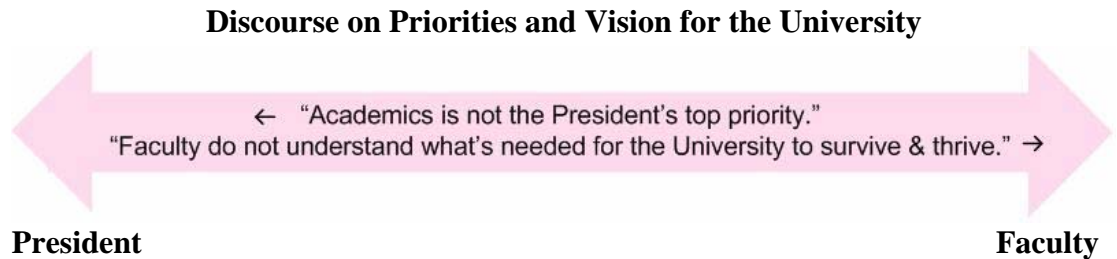 Discourse on Priorities and Vision for the University
← “Academics is not the President’s top priority.”
“Faculty do not understand what’s needed for the University to survive & thrive.” →
President Faculty